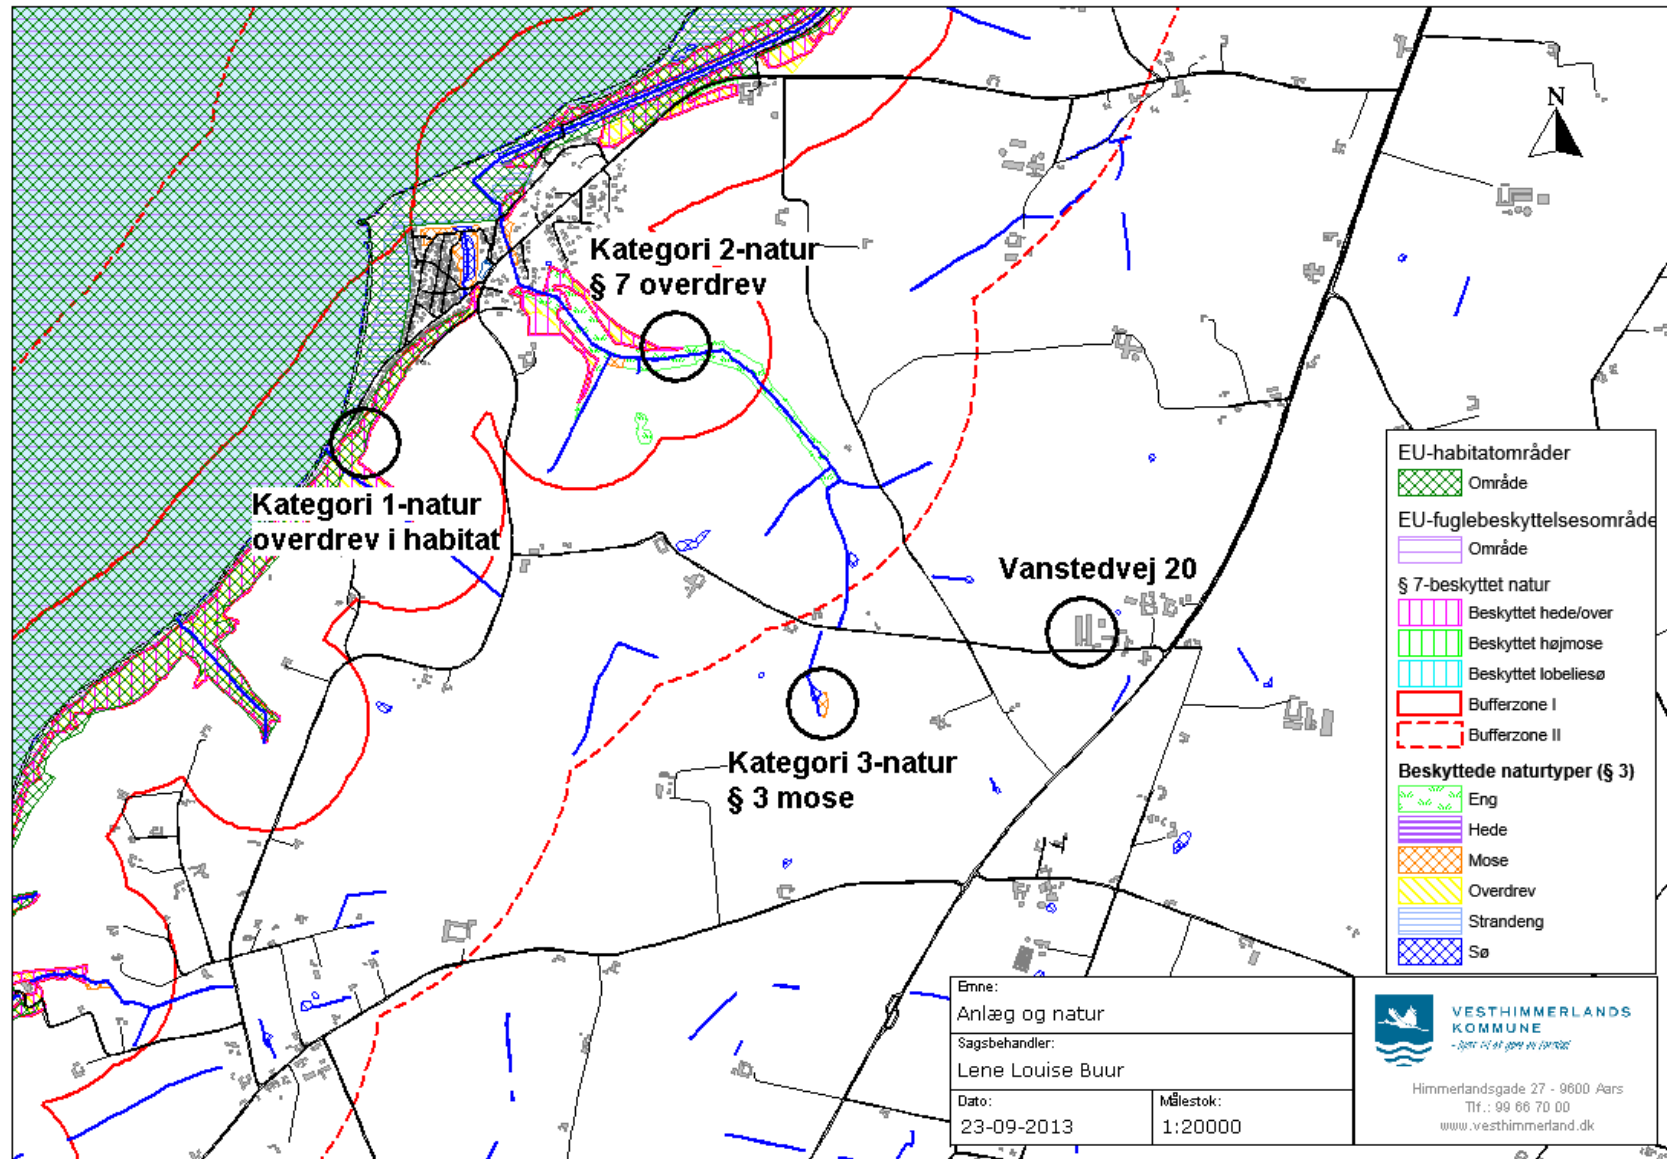 N
Kategori 2-natur
§ 7 overdrev
Kategori 1-natur
overdrev i habitat
Vanstedvej 20
Kategori 3-natur
§ 3 mose
EU-habitatområder
Område
EU-fuglebeskyttelsesområde
Område
§ 7-beskyttet natur
Beskyttet hede/over
Beskyttet højmose
Beskyttet lobeliesø
Bufferzone I
Bufferzone II
Beskyttede naturtyper (§ 3)
Eng
Hede
Mose
Overdrev
Strandeng
Sø
Emne:
Anlæg og natur
Sagsbehandler:
Lene Louise Buur
Dato:
23-09-2013
Målestok:
1:20000
VESTHIMMERLANDS
KOMMUNE
Himmerlandsgade 27 - 9600 Aars
Tlf.: 99 66 70 00
www.vesthimmerland.dk